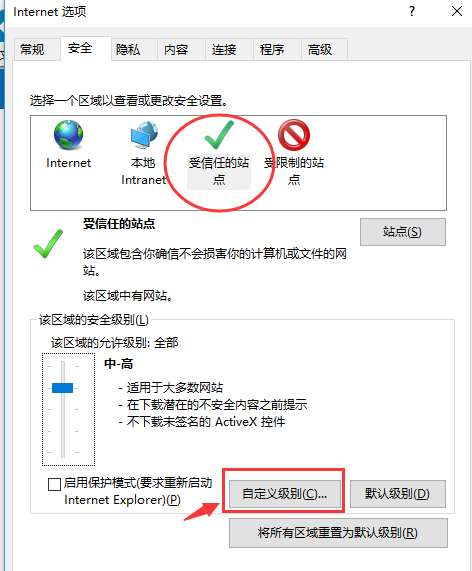 Internet 选项
常规 安全 隐私 内容 连接 程序 高级
选择一个区域以查看或更改安全设置。
Internet 本地 受信任的站 受限制的站
Intranet 点 点
受信任的站点
站点(S)
该区域包含你确信不会损害你的计算机或文件的网
站。
该区域中有网站。
该区域的安全级别(L)
该区域的允许级别: 全部
中-高
- 适用于大多数网站
- 在下载潜在的不安全内容之前提示
- 不下载未签名的 ActiveX 控件
启用保护模式(要求重新启动
Internet Explorer)(P)
自定义级别(C)... 默认级别(D)
将所有区域重置为默认级别(R)